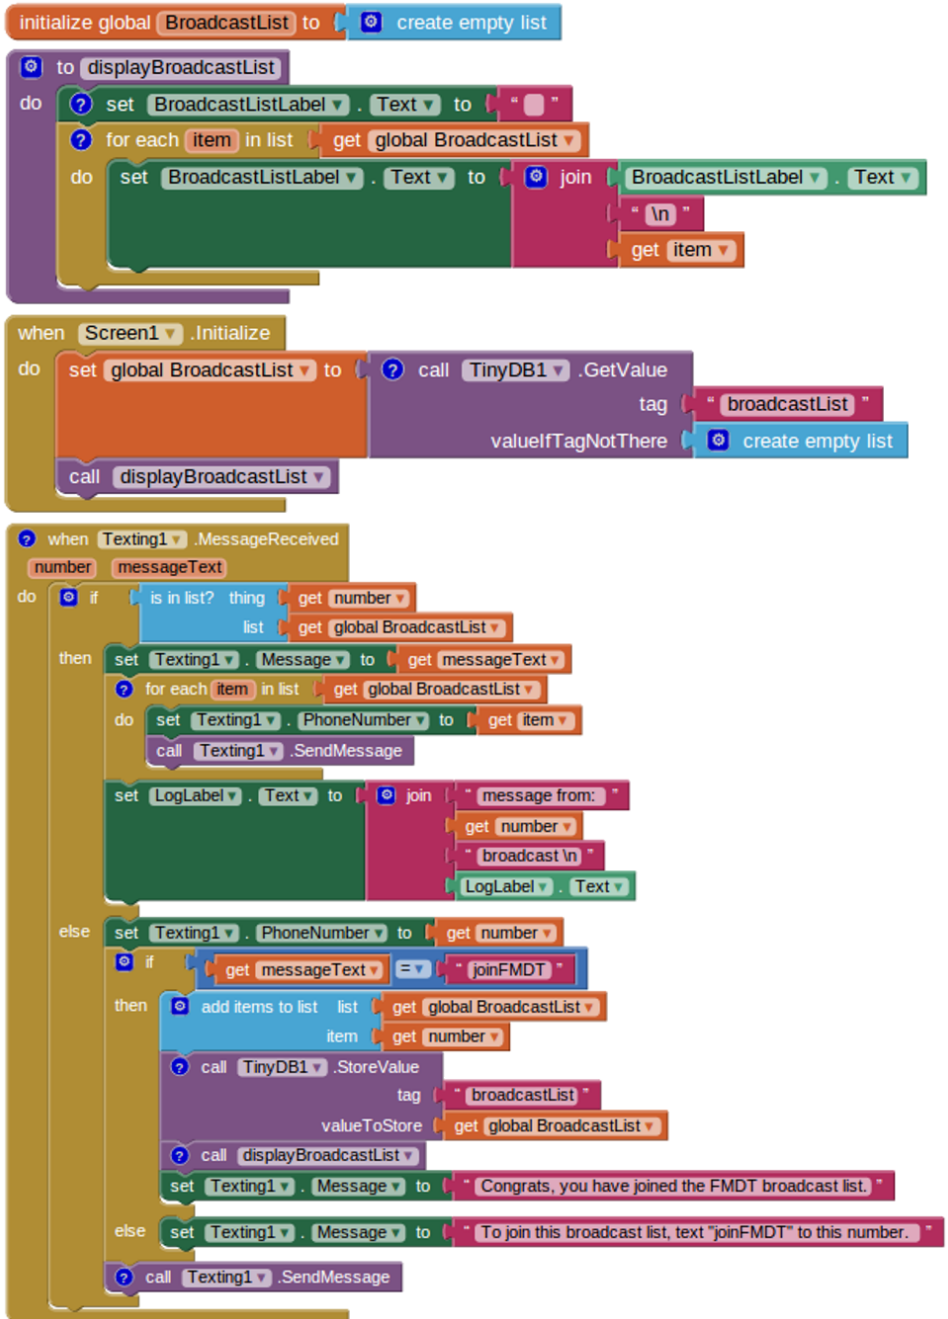 initialize global BroadcastList to create empty list
to displayBroadcastList
do set BroadcastListLabel . Text to “ ”
for each item in list get global BroadcastList
do set BroadcastListLabel . Text to join BroadcastListLabel . Text
“ \n ”
get item
when Screen1 .Initialize
do set global BroadcastList to call TinyDB1 .GetValue
tag “ broadcastList ”
valueIfTagNotThere create empty list
call displayBroadcastList
when Texting1 .MessageReceived
number messageText
do if is in list? thing get number
list get global BroadcastList
then set Texting1 . Message to get messageText
for each item in list get global BroadcastList
do set Texting1 . PhoneNumber to get item
call Texting1 .SendMessage
set LogLabel . Text to join “ message from: ”
get number
“ broadcast \n ”
LogLabel . Text
else set Texting1 . PhoneNumber to get number
if get messageText = “ joinFMDT ”
then add items to list list get global BroadcastList
item get number
call TinyDB1 .StoreValue
tag “ broadcastList ”
valueToStore get global BroadcastList
call displayBroadcastList
set Texting1 . Message to “ Congrats, you have joined the FMDT broadcast list. ”
else set Texting1 . Message to “ To join this broadcast list, text "joinFMDT" to this number. ”
call Texting1 .SendMessage